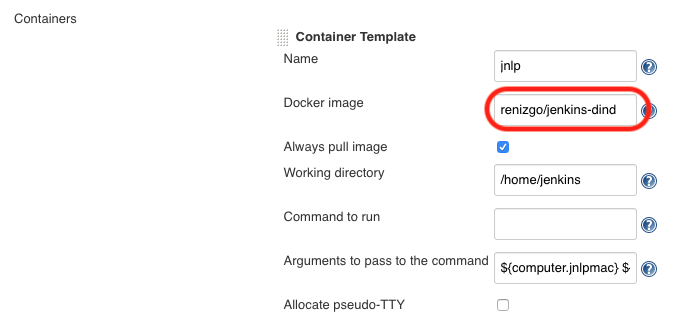 Containers
Container Template
Name
jnlp
Docker image
renizgo/jenkins-dind
Always pull image
Working directory
/home/jenkins
Command to run
Arguments to pass to the command
${computer.jnlpmac} $
Allocate pseudo-TTY